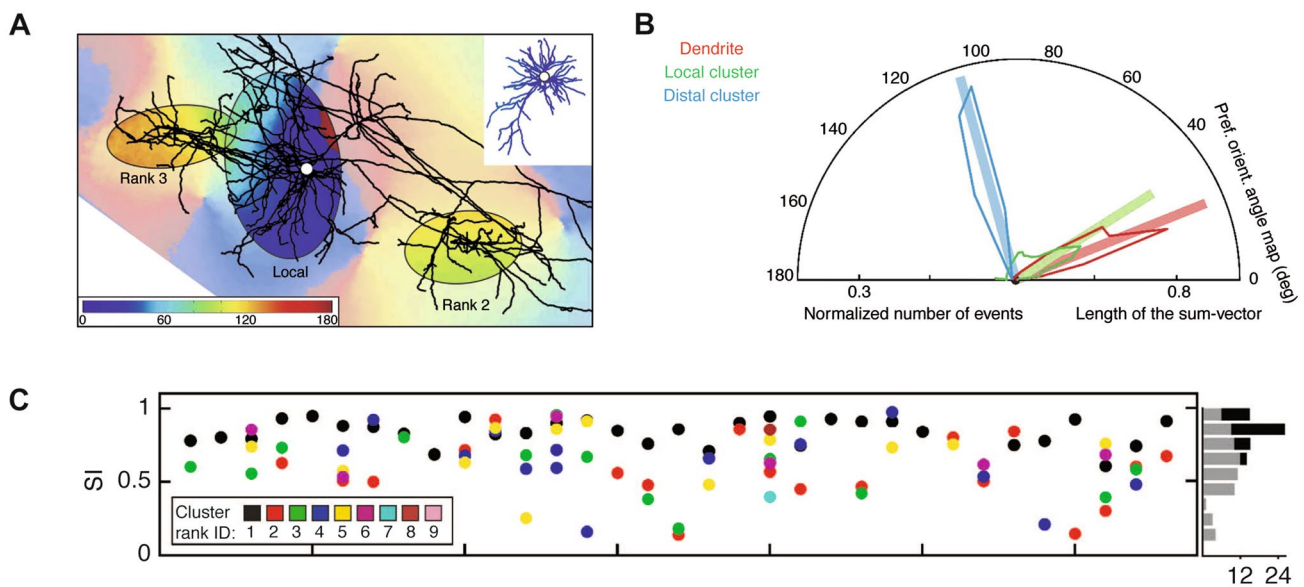 A
Rank 3
Local
Rank 2
0 60 120 180
B
Dendrite
Local cluster
Distal cluster
180 160 140 120 100 80 60 40 0
Pref. orient. angle map (deg)
0.3 0.8
Normalized number of events Length of the sum-vector
C
SI
1
0.5
0
Cluster
rank ID: 1 2 3 4 5 6 7 8 9
12 24